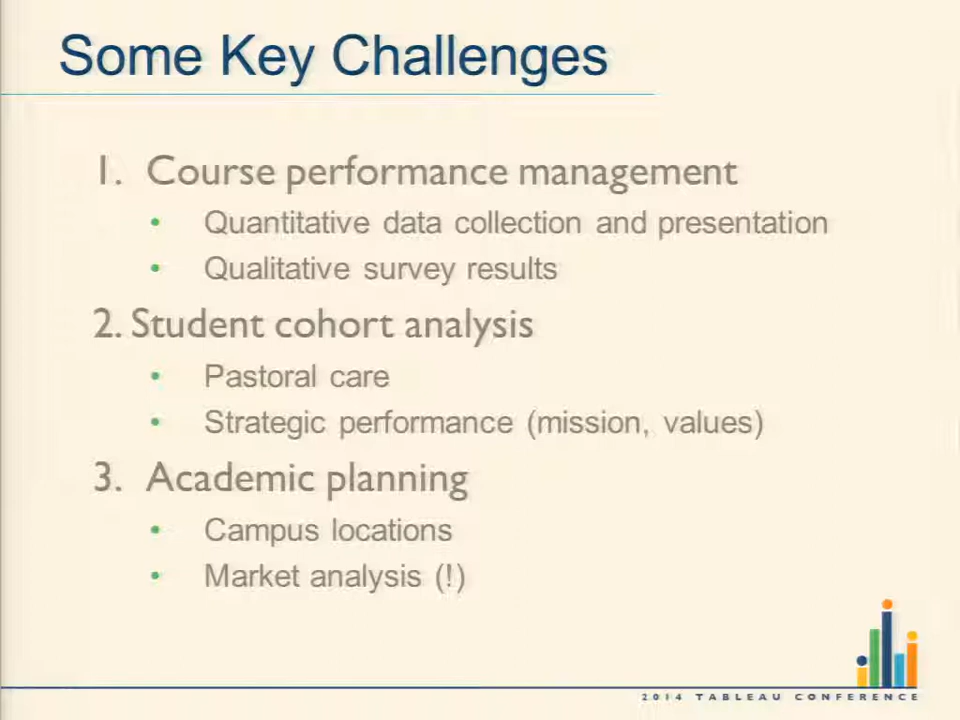 Some Key Challenges
1. Course performance management
• Quantitative data collection and presentation
• Qualitative survey results
2. Student cohort analysis
• Pastoral care
• Strategic performance (mission, values)
3. Academic planning
• Campus locations
• Market analysis (!)
2014 TABLEAU CONFERENCE